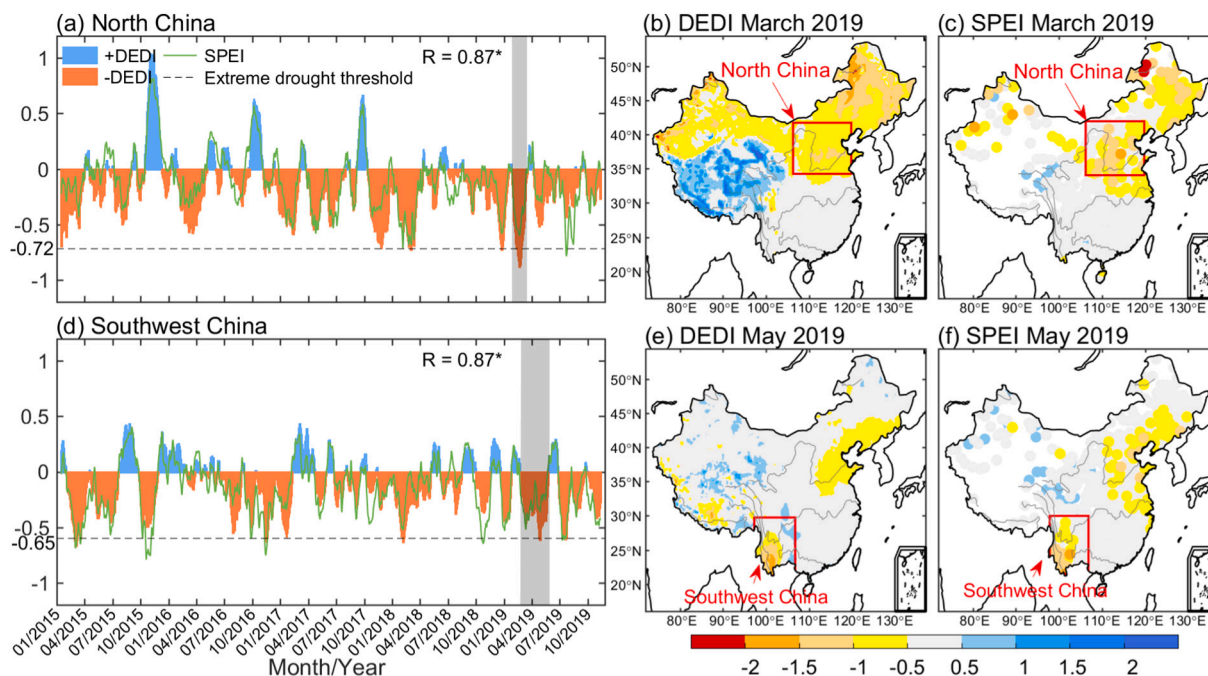 (a) North China
+DEDI
SPEI
-DEDI
Extreme drought threshold
R = 0.87*
1
0.5
0
-0.5
-0.72
-1
(b) DEDI March 2019
North China
50°N
45°N
40°N
35°N
30°N
25°N
20°N
80°E
90°E
100°E
110°E
120°E
130°E
(c) SPEI March 2019
North China
80°E
90°E
100°E
110°E
120°E
130°E
(d) Southwest China
R = 0.87*
1
0.5
0
-0.5
-0.65
-1
01/2015
04/2015
07/2015
10/2015
01/2016
04/2016
07/2016
10/2016
01/2017
04/2017
07/2017
10/2017
01/2018
04/2018
07/2018
10/2018
01/2019
04/2019
07/2019
10/2019
Month/Year
(e) DEDI May 2019
50°N
45°N
40°N
35°N
30°N
25°N
20°N
Southwest China
80°E
90°E
100°E
110°E
120°E
130°E
(f) SPEI May 2019
Southwest China
80°E
90°E
100°E
110°E
120°E
130°E
-2
-1.5
-1
-0.5
0.5
1
1.5
2